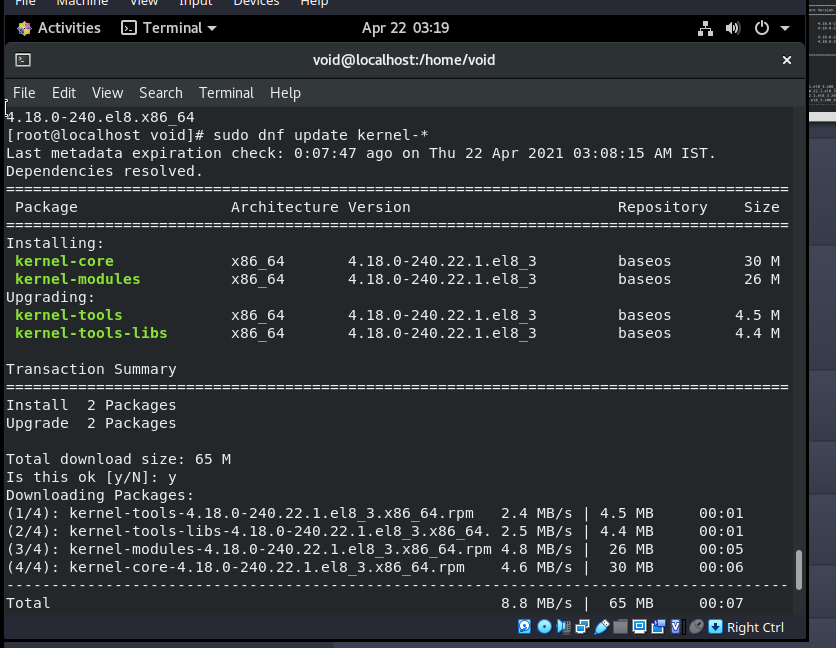 File Machine View Input Devices Help
Activities Terminal Apr 22 03:19
void@localhost:/home/void ×
File Edit View Search Terminal Help
4.18.0-240.el8.x86_64
[root@localhost void]# sudo dnf update kernel-*
Last metadata expiration check: 0:07:47 ago on Thu 22 Apr 2021 03:08:15 AM IST.
Dependencies resolved.
================================================================================
Package Architecture Version Repository Size
================================================================================
Installing:
kernel-core x86_64 4.18.0-240.22.1.el8_3 baseos 30 M
kernel-modules x86_64 4.18.0-240.22.1.el8_3 baseos 26 M
Upgrading:
kernel-tools x86_64 4.18.0-240.22.1.el8_3 baseos 4.5 M
kernel-tools-libs x86_64 4.18.0-240.22.1.el8_3 baseos 4.4 M
Transaction Summary
================================================================================
Install 2 Packages
Upgrade 2 Packages
Total download size: 65 M
Is this ok [y/N]: y
Downloading Packages:
(1/4): kernel-tools-4.18.0-240.22.1.el8_3.x86_64.rpm 2.4 MB/s | 4.5 MB 00:01
(2/4): kernel-tools-libs-4.18.0-240.22.1.el8_3.x86_64. 2.5 MB/s | 4.4 MB 00:01
(3/4): kernel-modules-4.18.0-240.22.1.el8_3.x86_64.rpm 4.8 MB/s | 26 MB 00:05
(4/4): kernel-core-4.18.0-240.22.1.el8_3.x86_64.rpm 4.6 MB/s | 30 MB 00:06
--------------------------------------------------------------------------------
Total 8.8 MB/s | 65 MB 00:07
Right Ctrl